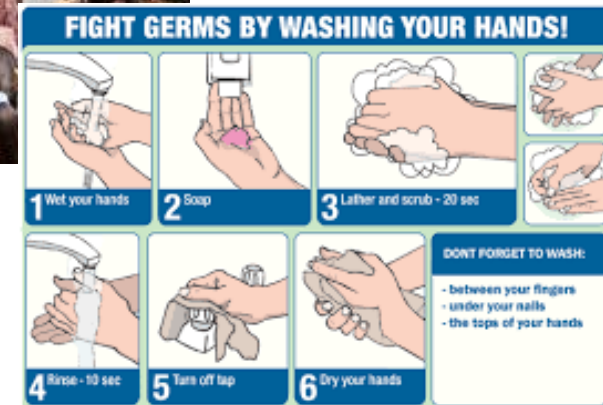 FIGHT GERMS BY WASHING YOUR HANDS!
1 Wet your hands
2 Soap
3 Lather and scrub - 20 sec
4 Rinse - 10 sec
5 Turn off tap
6 Dry your hands
DONT FORGET TO WASH:
- between your fingers
- under your nails
- the tops of your hands